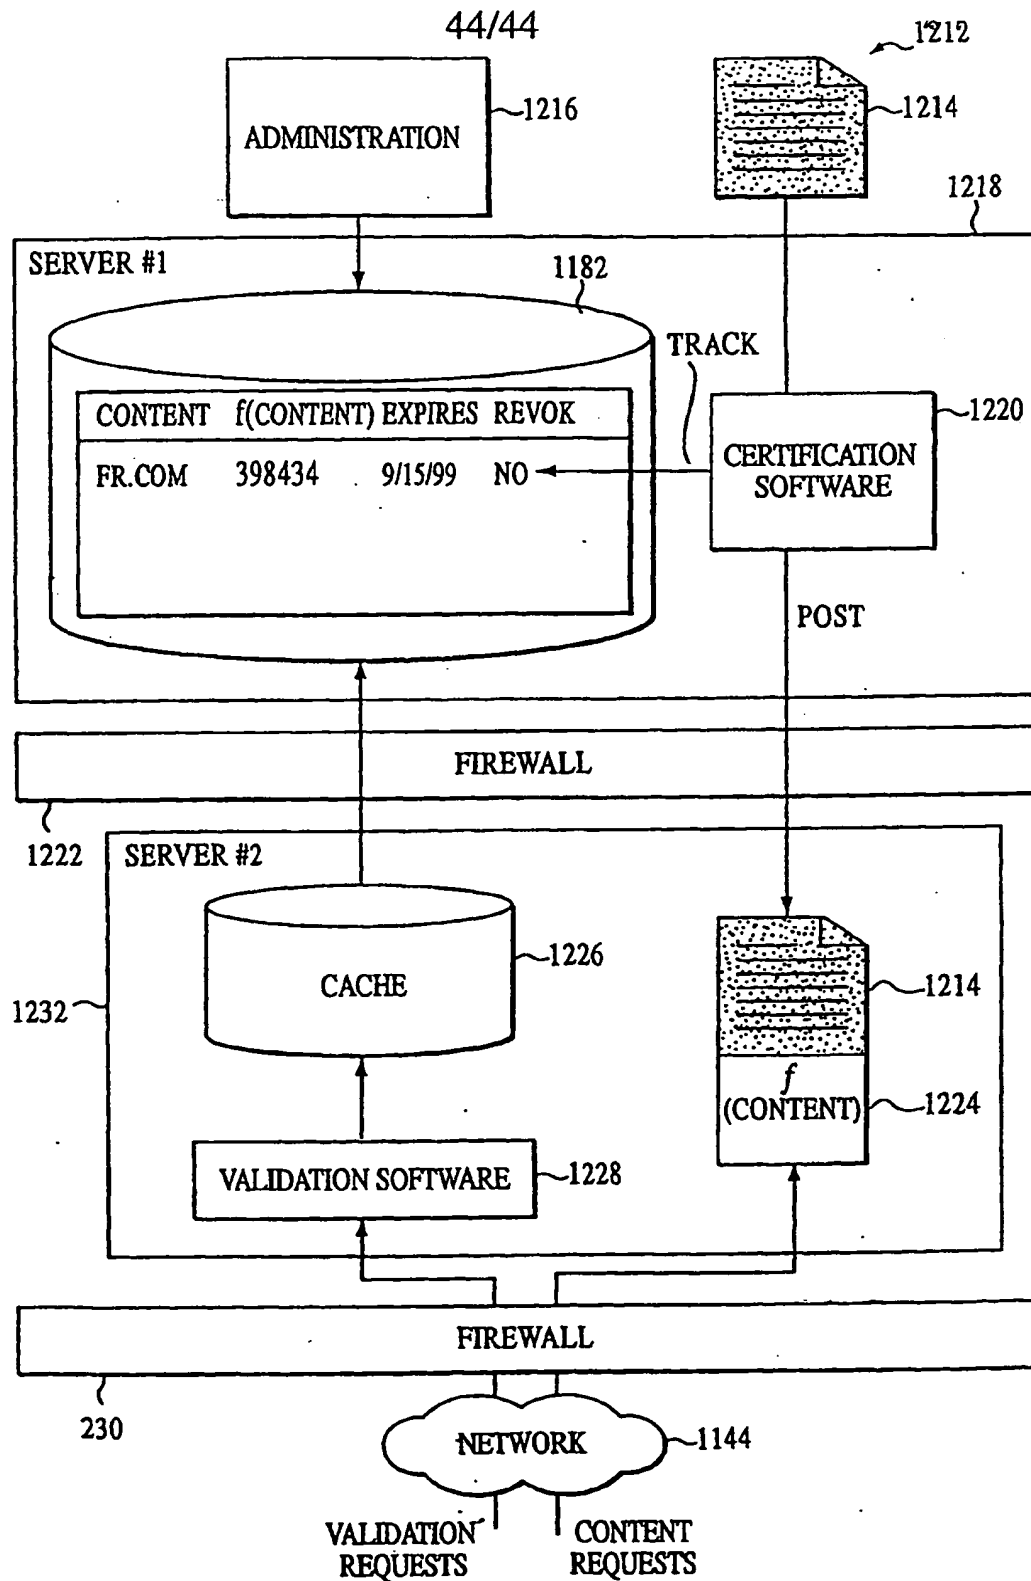 44/44
1212
ADMINISTRATION
1216
1214
1218
SERVER #1
1182
TRACK
CONTENT f(CONTENT) EXPIRES REVOK
FR.COM 398434 9/15/99 NO
CERTIFICATION
SOFTWARE
1220
POST
FIREWALL
1222
SERVER #2
CACHE
1226
1214
1232
f
(CONTENT)
1224
VALIDATION SOFTWARE
1228
FIREWALL
230
NETWORK
1144
VALIDATION
REQUESTS
CONTENT
REQUESTS